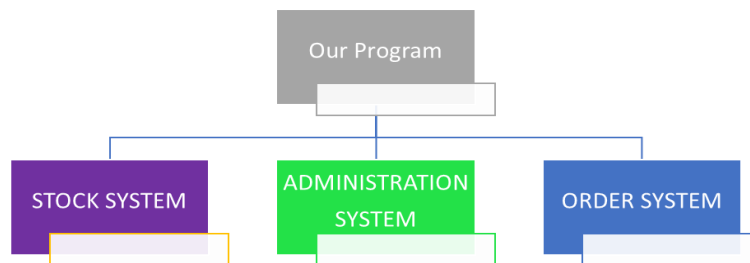 Our Program
STOCK SYSTEM
ADMINISTRATION
SYSTEM
ORDER SYSTEM